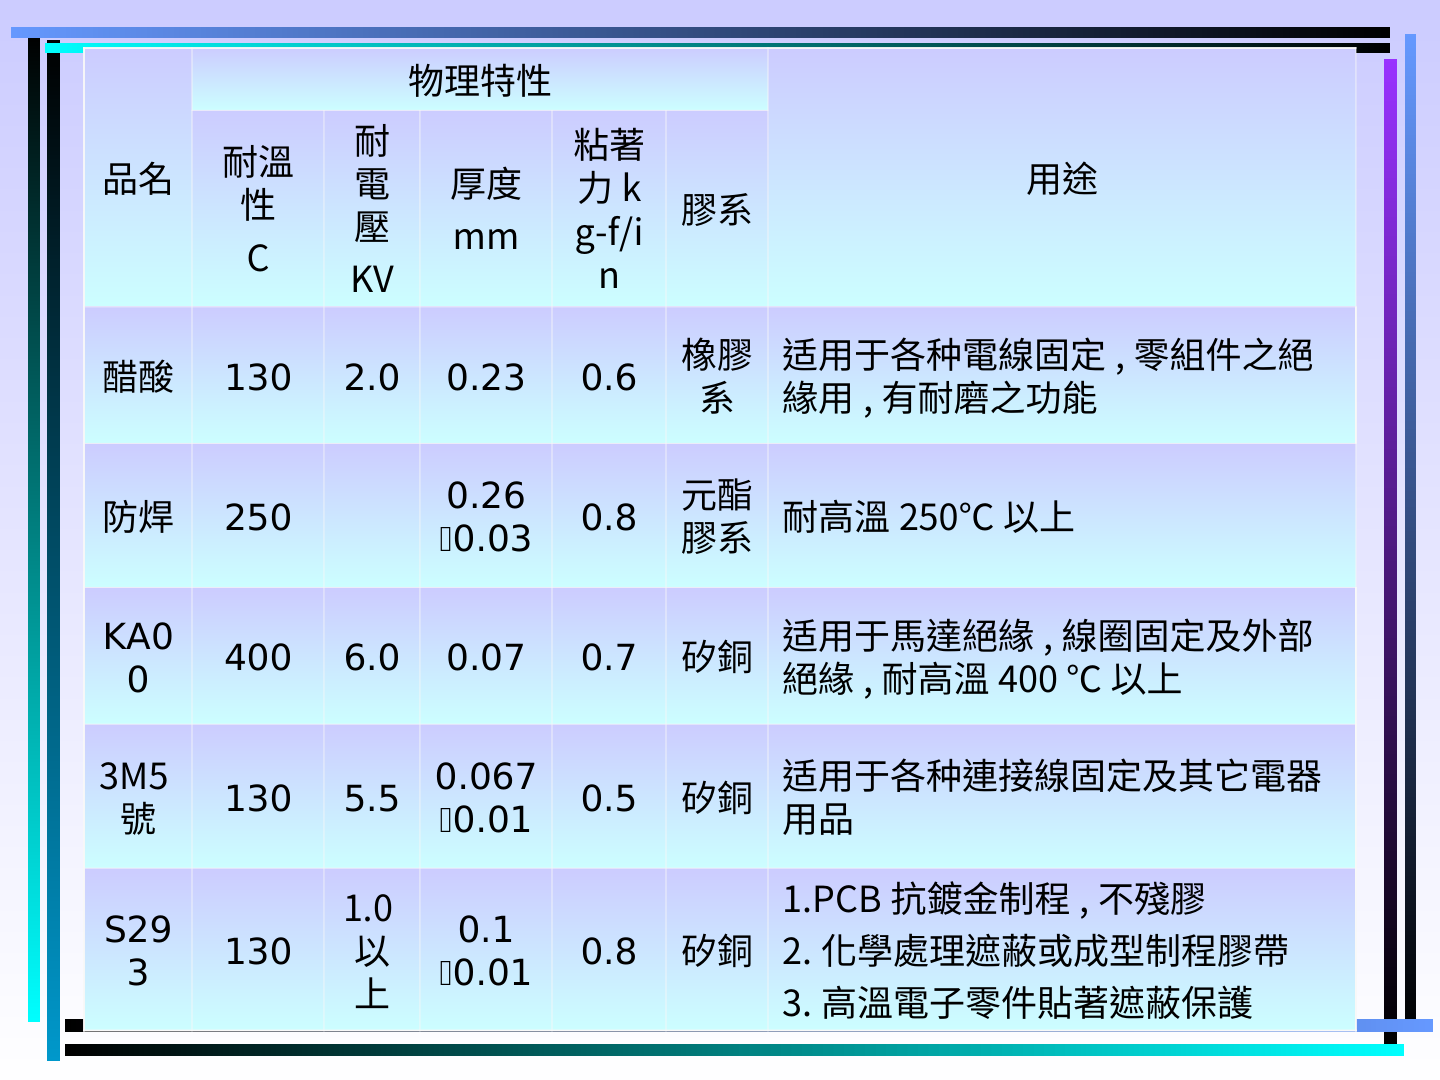 品名
物理特性
用途
耐溫
性
C
耐
電
壓
KV
厚度
mm
粘著
力 k
g-f/i
n
膠系
醋酸
130
2.0
0.23
0.6
橡膠
系
适用于各种電線固定 , 零組件之絕
緣用 , 有耐磨之功能
防焊
250
0.26
0.03
0.8
元酯
膠系
耐高溫 250℃ 以上
KA0
0
400
6.0
0.07
0.7
矽銅
适用于馬達絕緣 , 線圈固定及外部
絕緣 , 耐高溫 400 ℃ 以上
3M5
號
130
5.5
0.067
0.01
0.5
矽銅
适用于各种連接線固定及其它電器
用品
S29
3
130
1.0
以
上
0.1
0.01
0.8
矽銅
1.PCB 抗鍍金制程 , 不殘膠
2. 化學處理遮蔽或成型制程膠帶
3. 高溫電子零件貼著遮蔽保護